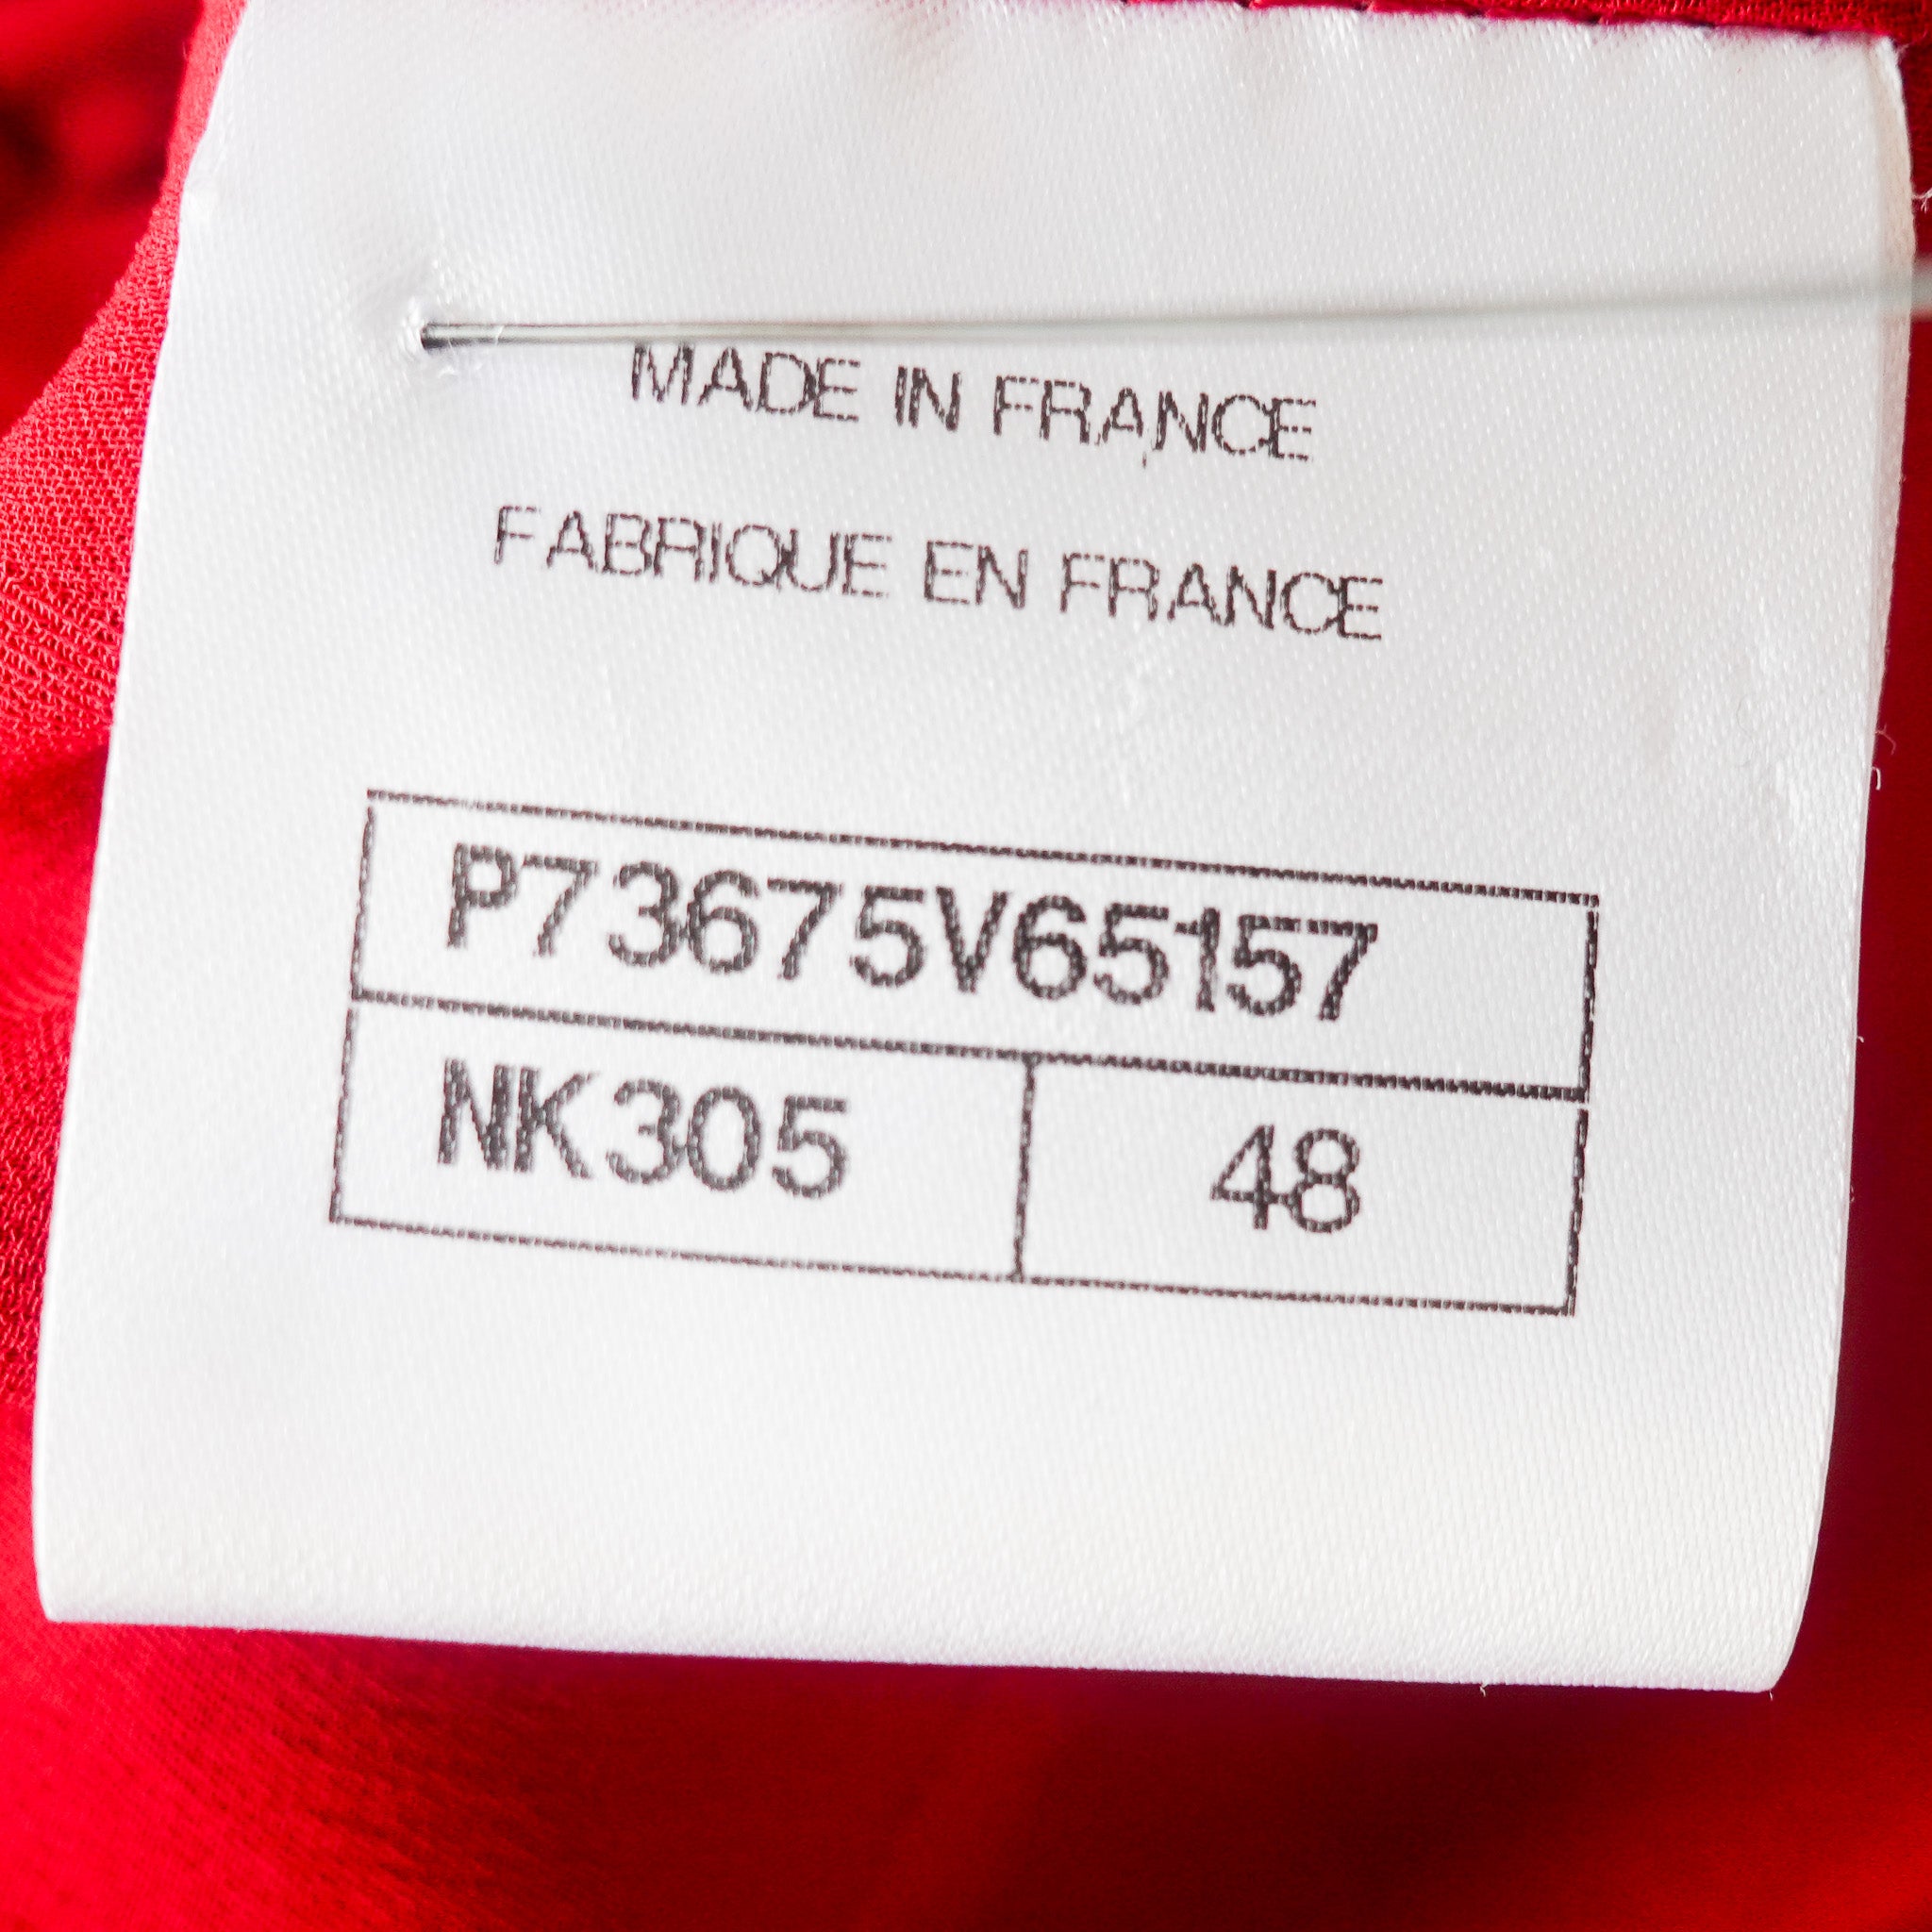 MADE IN FRANCE
FABRIQUE EN FRANCE
P73675V65157
NK305 48